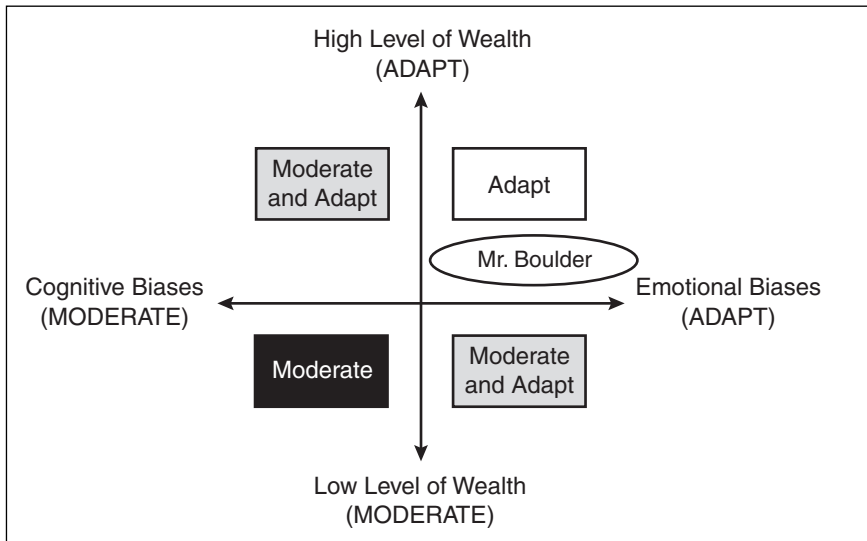 High Level of Wealth
(ADAPT)
Moderate
and Adapt
Adapt
Mr. Boulder
Cognitive Biases
(MODERATE)
Emotional Biases
(ADAPT)
Moderate
Moderate
and Adapt
Low Level of Wealth
(MODERATE)